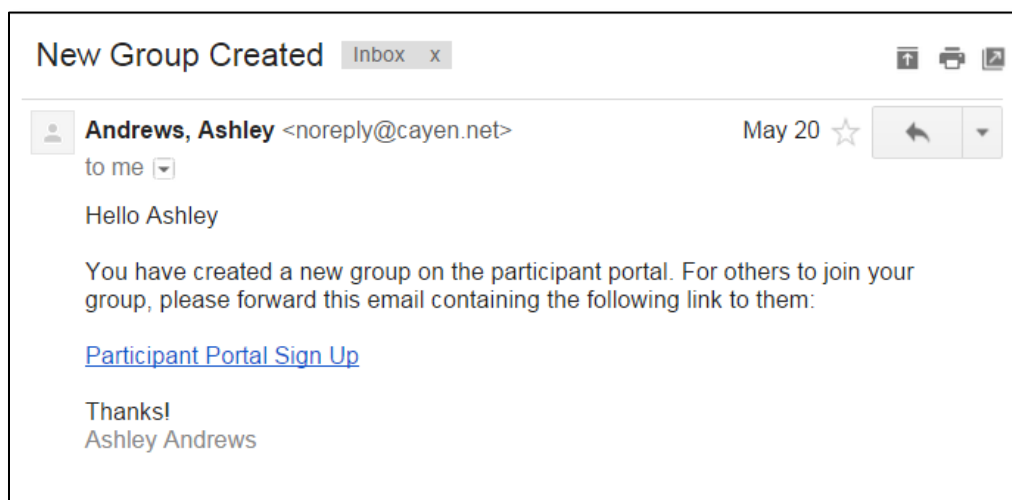 New Group Created Inbox x
Andrews, Ashley <noreply@cayen.net> May 20
to me
Hello Ashley
You have created a new group on the participant portal. For others to join your
group, please forward this email containing the following link to them:
Participant Portal Sign Up
Thanks!
Ashley Andrews